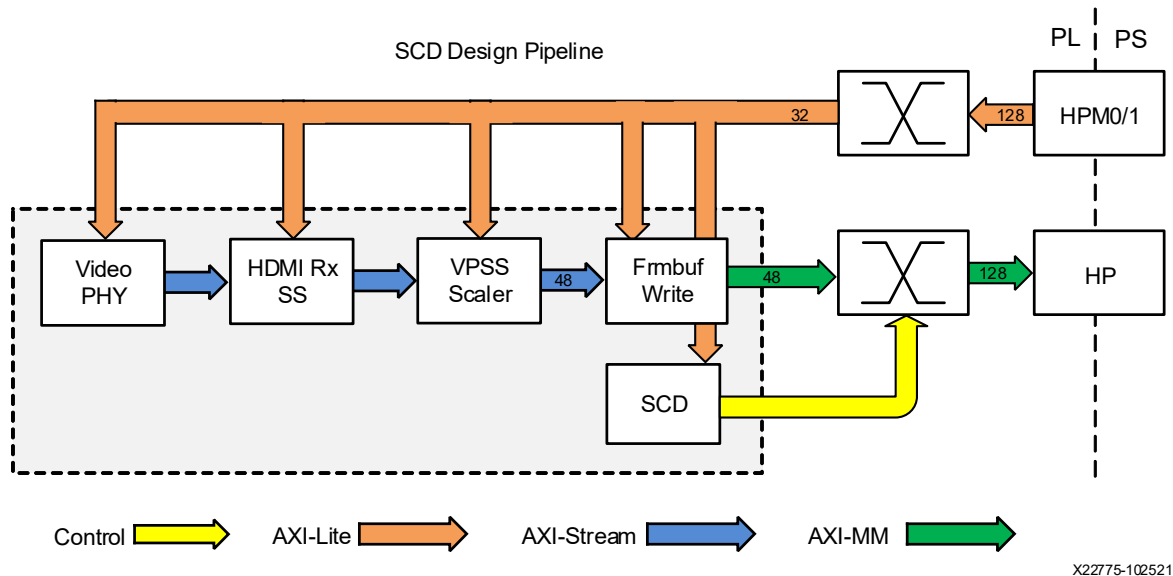 SCD Design Pipeline
PL
PS
32
128
HPM0/1
Video
PHY
HDMI Rx
SS
VPSS
Scaler
48
Frmbuf
Write
48
128
HP
SCD
Control
AXI-Lite
AXI-Stream
AXI-MM
X22775-102521